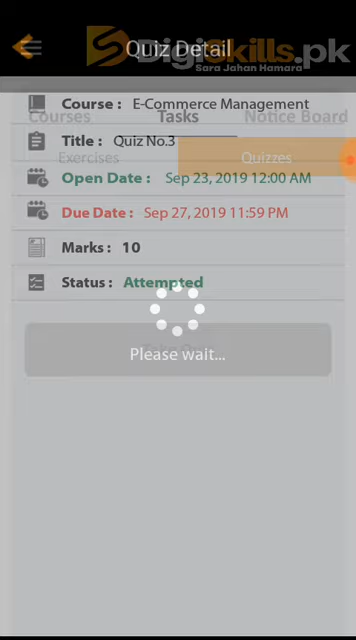 Quiz Detail
DigiSkills.pk
Sara Jahan Hamara
Course : E-Commerce Management
Courses Tasks Notice Board
Title : Quiz No.3
Exercises Quizzes
Open Date : Sep 23, 2019 12:00 AM
Due Date : Sep 27, 2019 11:59 PM
Marks : 10
Status : Attempted
Take Quiz
Please wait...